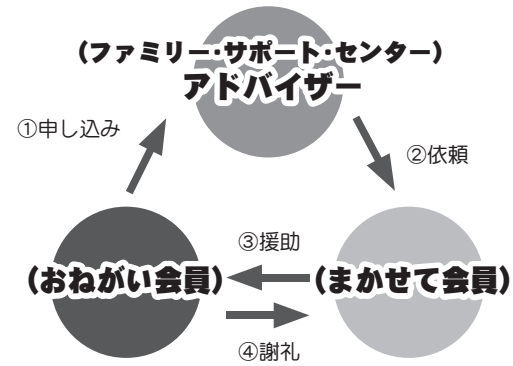 (ファミリー・サポート・センター)
アドバイザー
①申し込み
②依頼
③援助
(おねがい会員)
(まかせて会員)
④謝礼